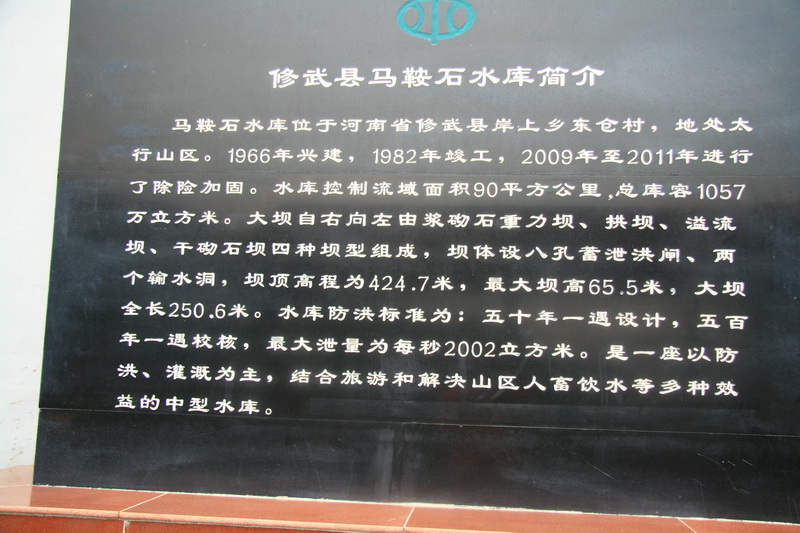 修武县马鞍石水库简介
马鞍石水库位于河南省修武县岸上乡东仓村，地处太
行山区。1966年兴建，1982年竣工，2009年至2011年进行
了除险加固。水库控制流域面积90平方公里,总库容1057
万立方米。大坝自右向左由浆砌石重力坝、拱坝、溢流
坝、干砌石坝四种坝型组成，坝体设八孔蓄泄洪闸、两
个输水洞，坝顶高程为424.7米，最大坝高65.5米，大坝
全长250.6米。水库防洪标准为：五十年一遇设计，五百
年一遇校核，最大泄量为每秒2002立方米。是一座以防
洪、灌溉为主，结合旅游和解决山区人畜饮水等多种效
益的中型水库。